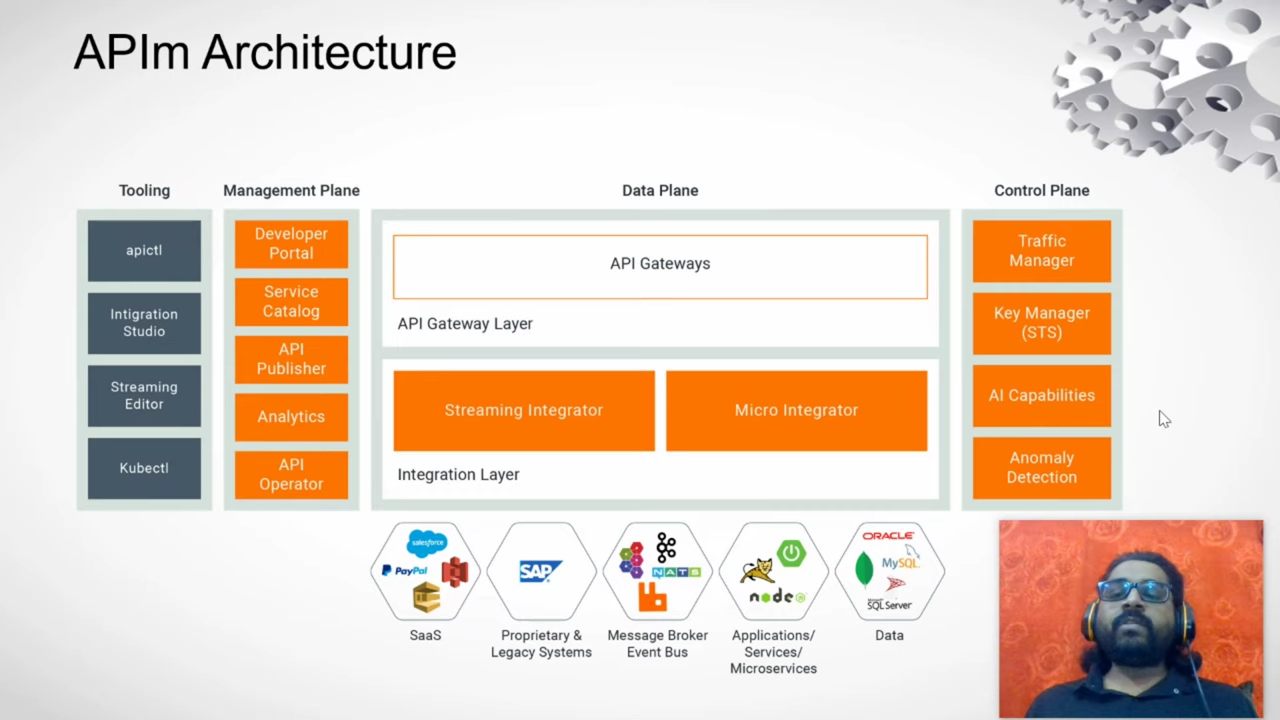 APIm Architecture
Tooling
apictl
Intigration
Studio
Streaming
Editor
Kubectl
Management Plane
Developer
Portal
Service
Catalog
API
Publisher
Analytics
API
Operator
Data Plane
API Gateways
API Gateway Layer
Streaming Integrator
Micro Integrator
Integration Layer
Control Plane
Traffic
Manager
Key Manager
(STS)
AI Capabilities
Anomaly
Detection
salesforce
PayPal
SaaS
SAP
Proprietary &
Legacy Systems
NATS
Message Broker
Event Bus
node
Applications/
Services/
Microservices
ORACLE
MySQL
SQL Server
Data